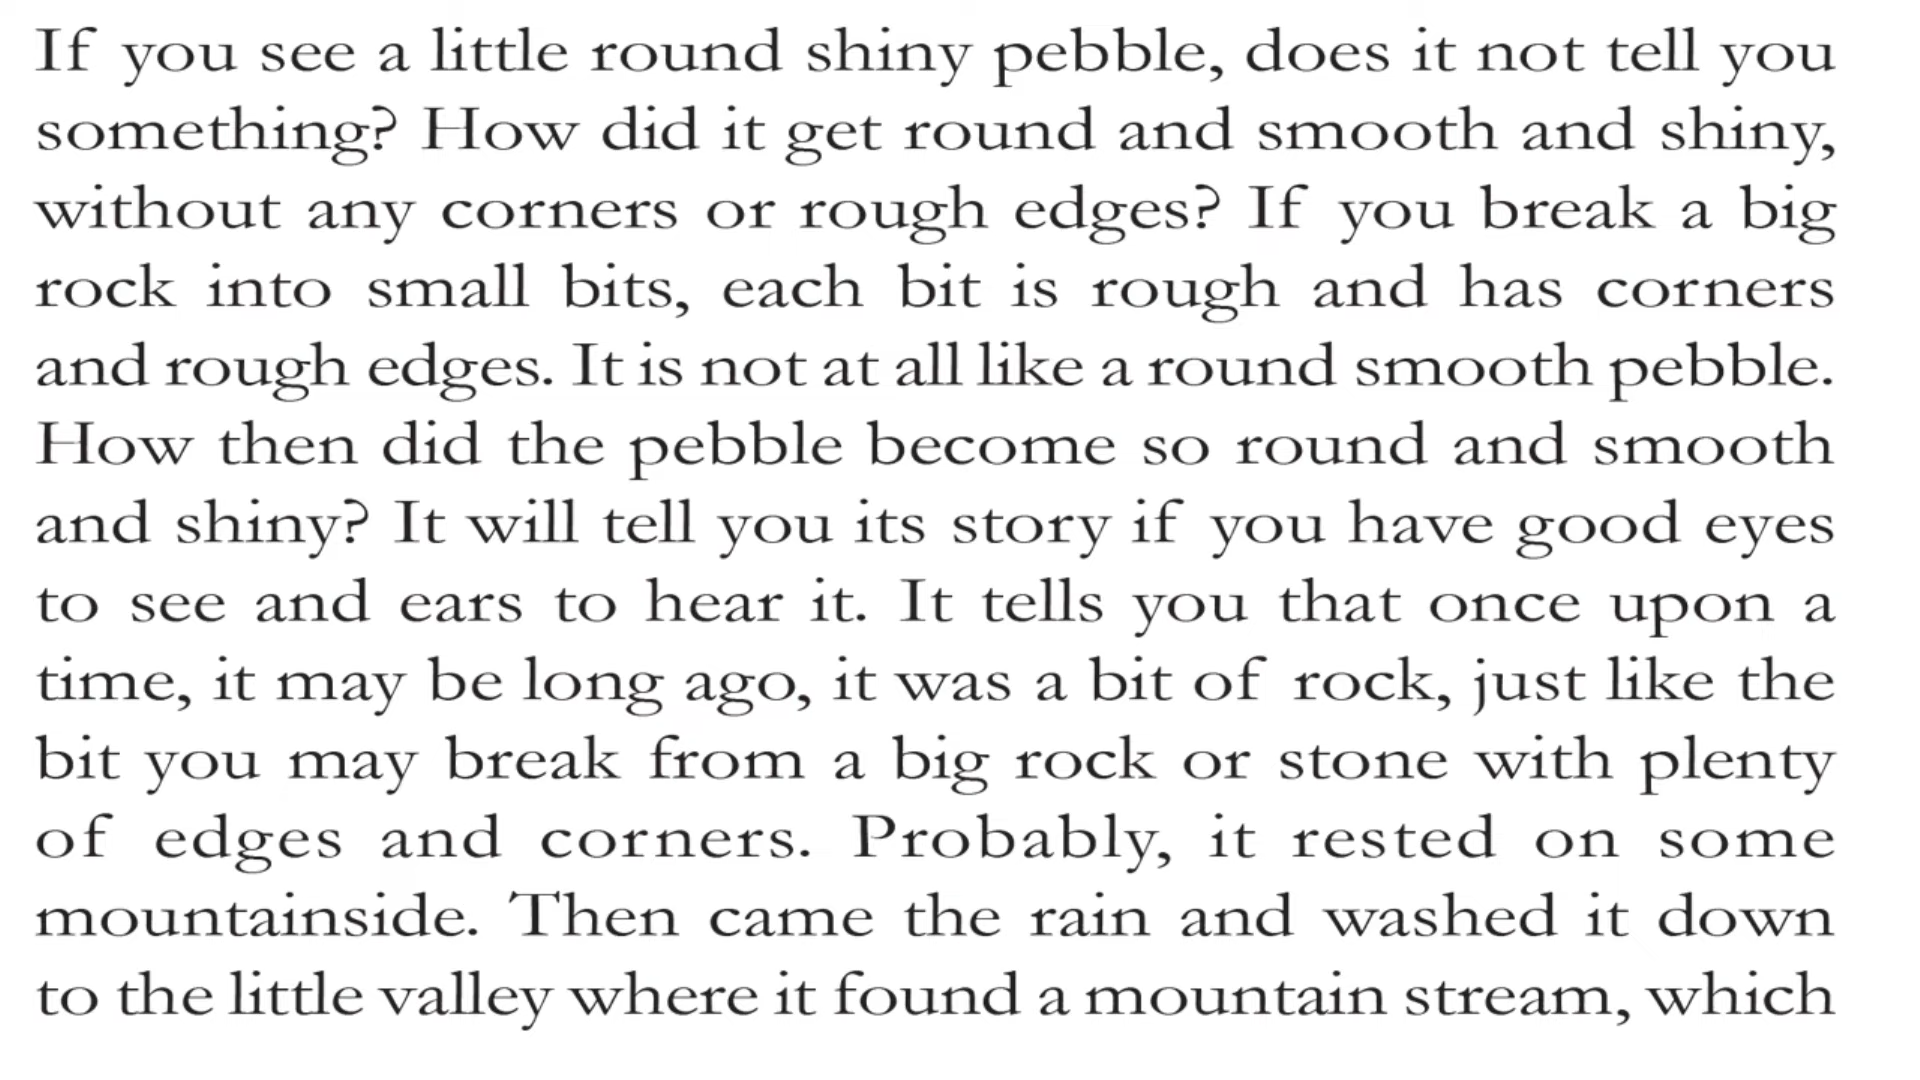 If you see a little round shiny pebble, does it not tell you
something? How did it get round and smooth and shiny,
without any corners or rough edges? If you break a big
rock into small bits, each bit is rough and has corners
and rough edges. It is not at all like a round smooth pebble.
How then did the pebble become so round and smooth
and shiny? It will tell you its story if you have good eyes
to see and ears to hear it. It tells you that once upon a
time, it may be long ago, it was a bit of rock, just like the
bit you may break from a big rock or stone with plenty
of edges and corners. Probably, it rested on some
mountainside. Then came the rain and washed it down
to the little valley where it found a mountain stream, which